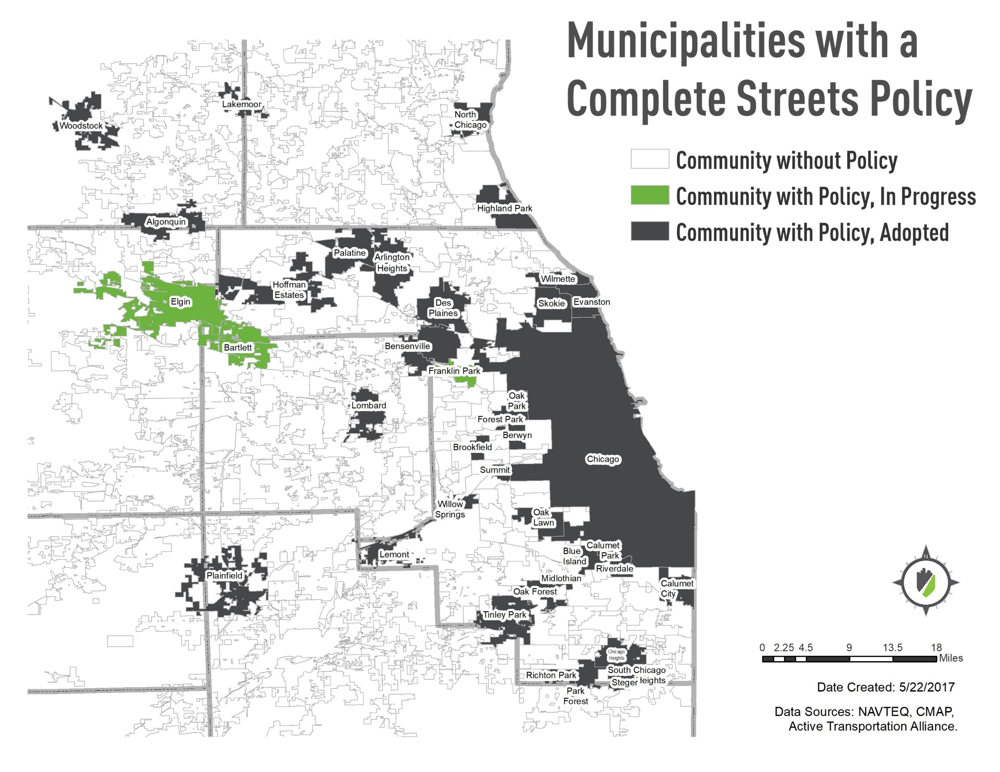 Municipalities with a
Complete Streets Policy
Community without Policy
Community with Policy, In Progress
Community with Policy, Adopted
Lakemoor
Woodstock
North
Chicago
Highland Park
Algonquin
Palatine
Arlington
Heights
Hoffman
Estates
Wilmette
Elgin
Des
Plaines
Skokie
Evanston
Bartlett
Bensenville
Franklin Park
Lombard
Oak
Park
Forest Park
Berwyn
Brookfield
Chicago
Summit
Willow
Springs
Oak
Lawn
Lemont
Blue
Island
Calumet
Park
Riverdale
Plainfield
Midlothian
Oak Forest
Calumet
City
Tinley Park
Chicago
Heights
Richton Park
South Chicago
Heights
Steger
Park
Forest
N
0 2.25 4.5 9 13.5 18
Miles
Date Created: 5/22/2017
Data Sources: NAVTEQ, CMAP,
Active Transportation Alliance.